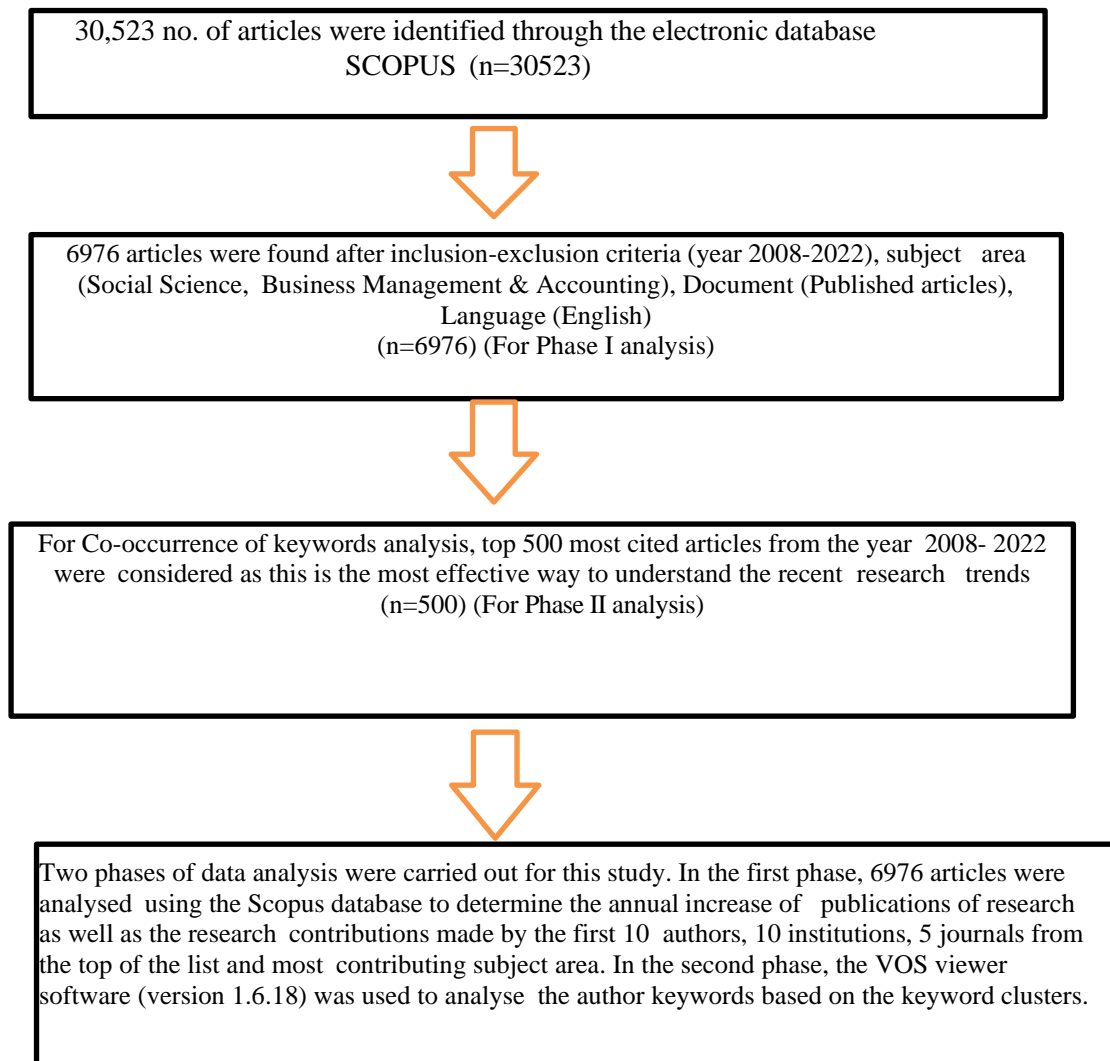 30,523 no. of articles were identified through the electronic database
SCOPUS (n=30523)
6976 articles were found after inclusion-exclusion criteria (year 2008-2022), subject area
(Social Science, Business Management & Accounting), Document (Published articles),
Language (English)
(n=6976) (For Phase I analysis)
For Co-occurrence of keywords analysis, top 500 most cited articles from the year 2008- 2022
were considered as this is the most effective way to understand the recent research trends
(n=500) (For Phase II analysis)
Two phases of data analysis were carried out for this study. In the first phase, 6976 articles were
analysed using the Scopus database to determine the annual increase of publications of research
as well as the research contributions made by the first 10 authors, 10 institutions, 5 journals from
the top of the list and most contributing subject area. In the second phase, the VOS viewer
software (version 1.6.18) was used to analyse the author keywords based on the keyword clusters.